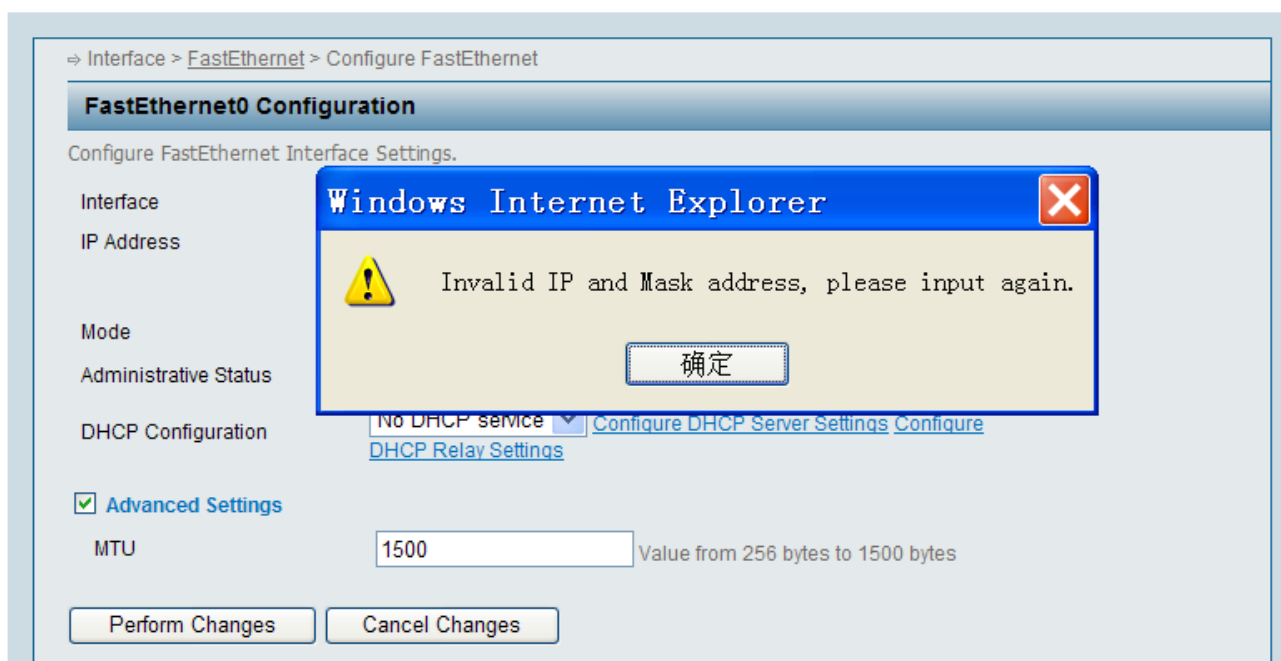 ⇨ Interface > FastEthernet > Configure FastEthernet
FastEthernet0 Configuration
Configure FastEthernet Interface Settings.
Interface
Windows Internet Explorer
IP Address
Invalid IP and Mask address, please input again.
Mode
确定
Administrative Status
DHCP Configuration
No DHCP service Configure DHCP Server Settings Configure
DHCP Relay Settings
Advanced Settings
MTU
1500
Value from 256 bytes to 1500 bytes
Perform Changes
Cancel Changes